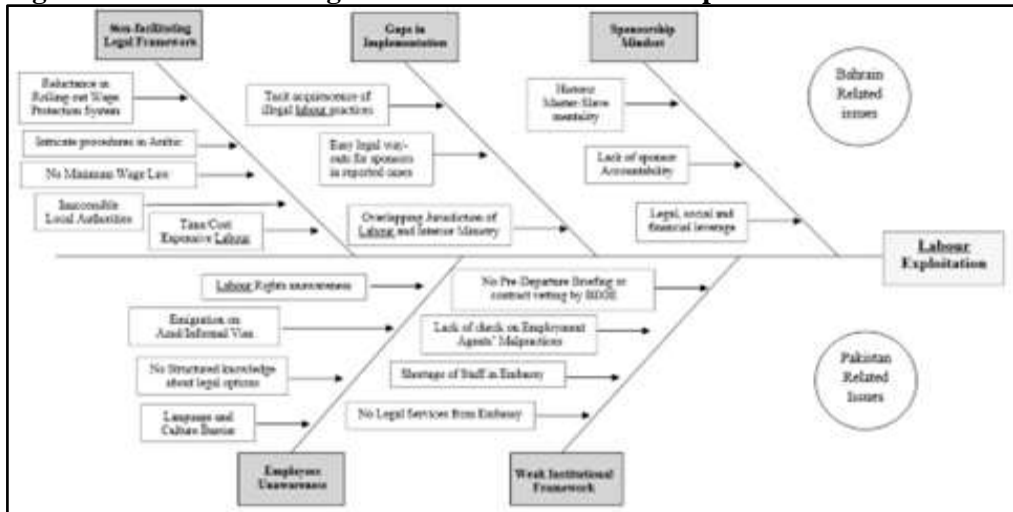 Non-facilitating
Legal Framework
Gaps in
Implementation
Sponsorship
Mindset
Reluctance in
Rolling-out Wage
Protection System
Intricate procedures in Arabic
No Minimum Wage Law
Inaccessible
Local Authorities
Time/Cost
Expensive Labour
Tacit acquiescence of
illegal labour practices
Easy legal way-
outs for sponsors
in reported cases
Overlapping Jurisdiction of
Labour and Interior Ministry
Historic
Master-Slave
mentality
Lack of sponsor
Accountability
Legal, social and
financial leverage
Bahrain
Related
issues
Labour
Exploitation
Labour Rights unawareness
Emigration on
Azad/Informal Visa
No Structured knowledge
about legal options
Language and
Culture Barrier
No Pre-Departure Briefing or
contract vetting by
Lack of check on Employment
Agents' Malpractices
Shortage of Staff in Embassy
No Legal Services from Embassy
Pakistan
Related
Issues
Employees
Unawareness
Weak Institutional
Framework